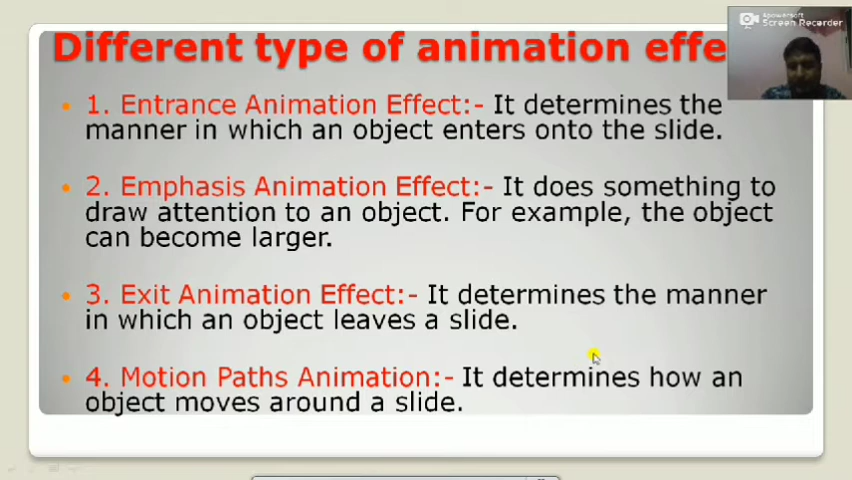 Different type of animation effe
Apowersoft
Screen Recorder
• 1. Entrance Animation Effect:- It determines the
manner in which an object enters onto the slide.
• 2. Emphasis Animation Effect:- It does something to
draw attention to an object. For example, the object
can become larger.
• 3. Exit Animation Effect:- It determines the manner
in which an object leaves a slide.
• 4. Motion Paths Animation:- It determines how an
object moves around a slide.